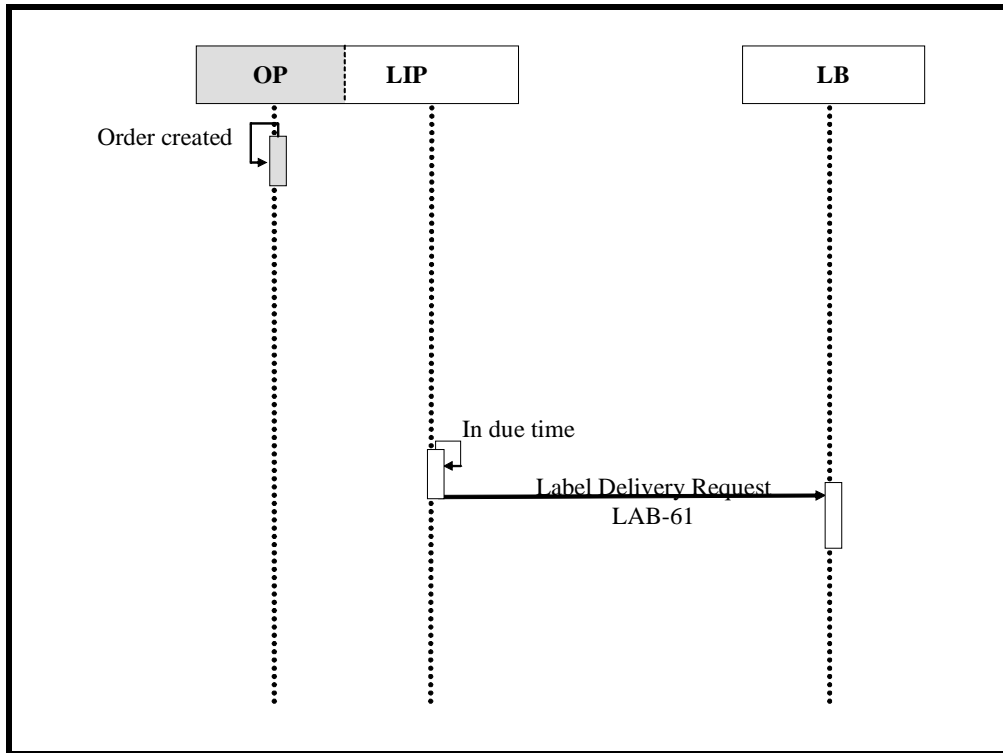 OP LIP LB
Order created
In due time
Label Delivery Request
LAB-61